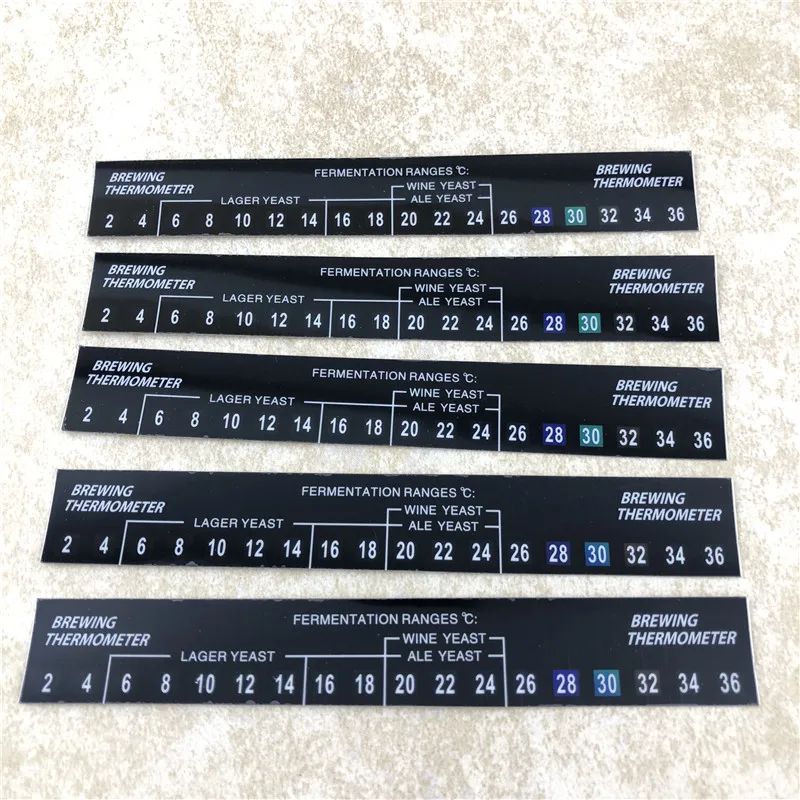 FERMENTATION RANGES ℃:
BREWING THERMOMETER
BREWING THERMOMETER
WINE YEAST
LAGER YEAST
ALE YEAST
2 4 6 8 10 12 14 16 18 20 22 24 26 28 30 32 34 36
FERMENTATION RANGES ℃:
BREWING THERMOMETER
BREWING THERMOMETER
WINE YEAST
LAGER YEAST
ALE YEAST
2 4 6 8 10 12 14 16 18 20 22 24 26 28 30 32 34 36
FERMENTATION RANGES ℃:
BREWING THERMOMETER
BREWING THERMOMETER
WINE YEAST
LAGER YEAST
ALE YEAST
2 4 6 8 10 12 14 16 18 20 22 24 26 28 30 32 34 36
FERMENTATION RANGES ℃:
BREWING THERMOMETER
BREWING THERMOMETER
WINE YEAST
LAGER YEAST
ALE YEAST
2 4 6 8 10 12 14 16 18 20 22 24 26 28 30 32 34 36
FERMENTATION RANGES ℃:
BREWING THERMOMETER
BREWING THERMOMETER
WINE YEAST
LAGER YEAST
ALE YEAST
2 4 6 8 10 12 14 16 18 20 22 24 26 28 30 32 34 36